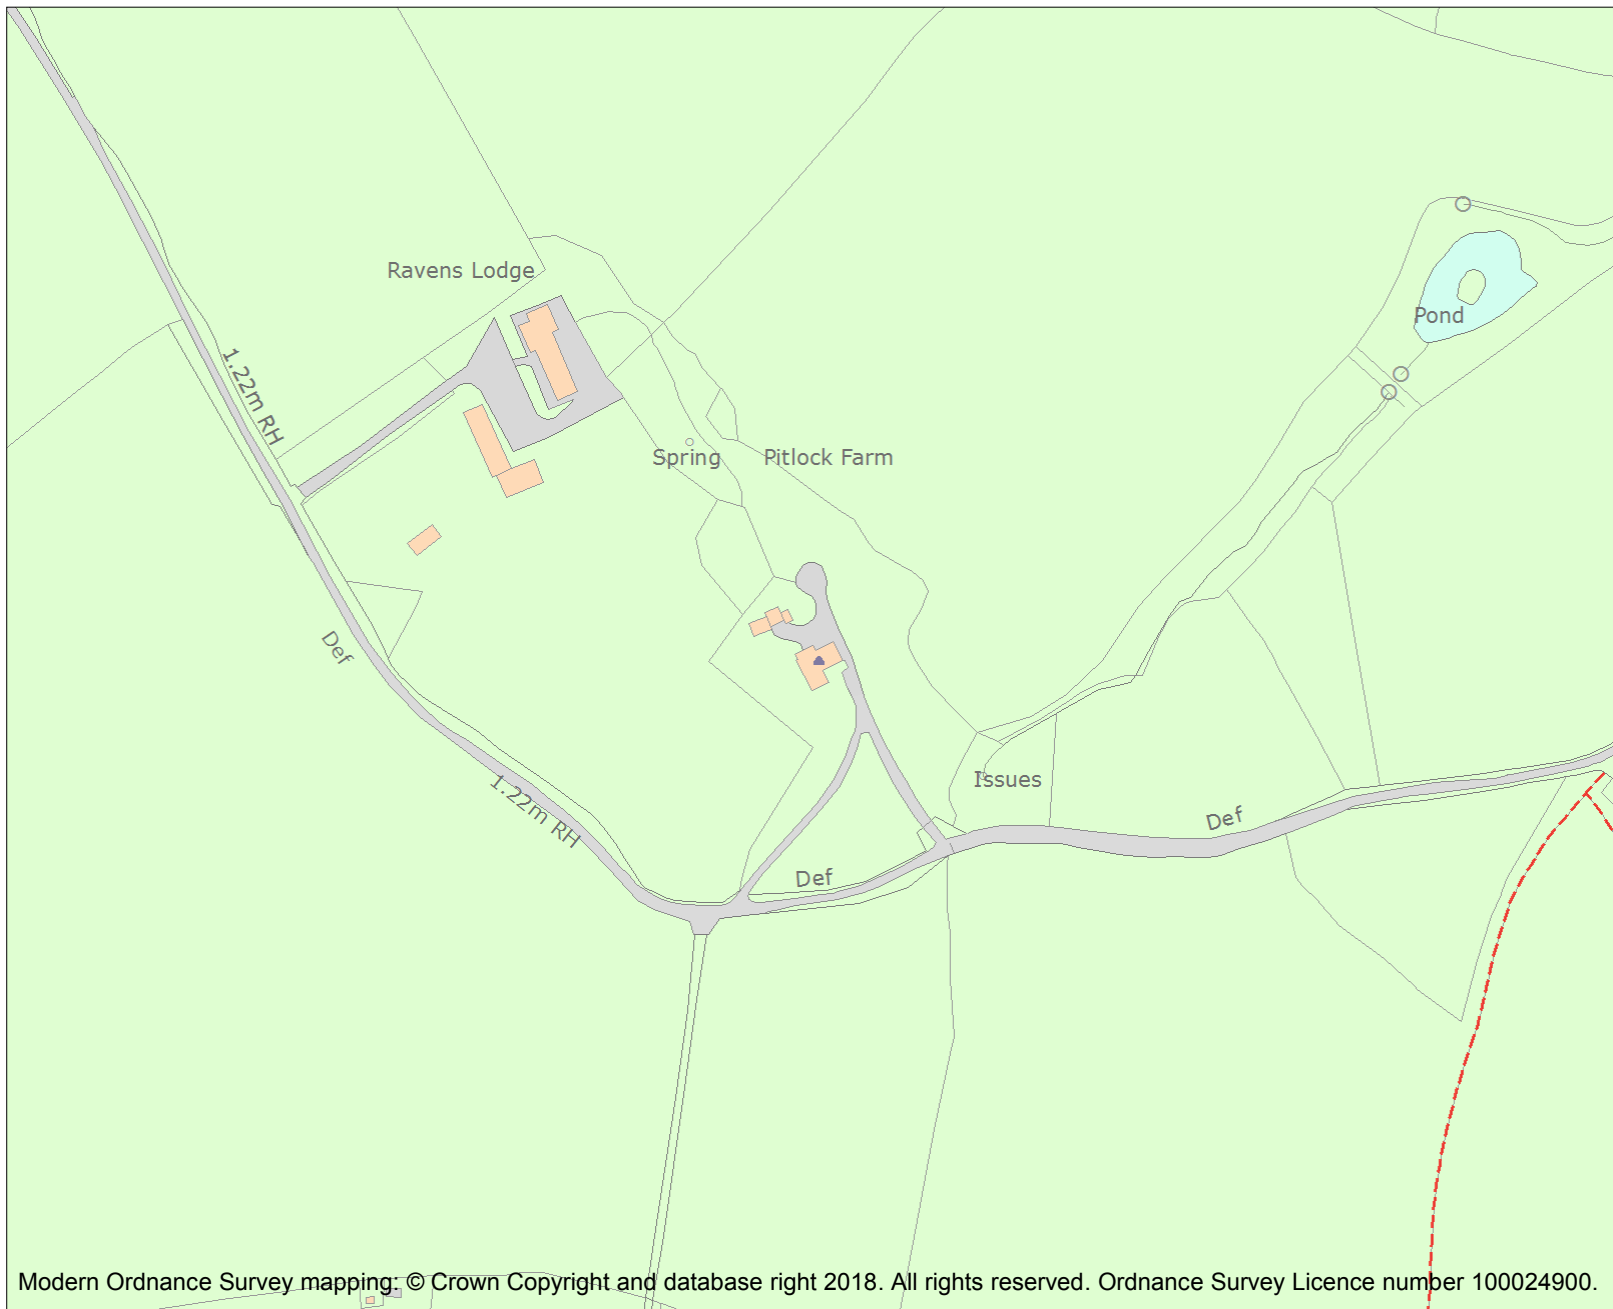 Ravens Lodge
Pond
1.22m RH
Spring
Pitlock Farm
Def
Issues
1.22m RH
Def
Def
Modern Ordnance Survey mapping: © Crown Copyright and database right 2018. All rights reserved. Ordnance Survey Licence number 100024900.